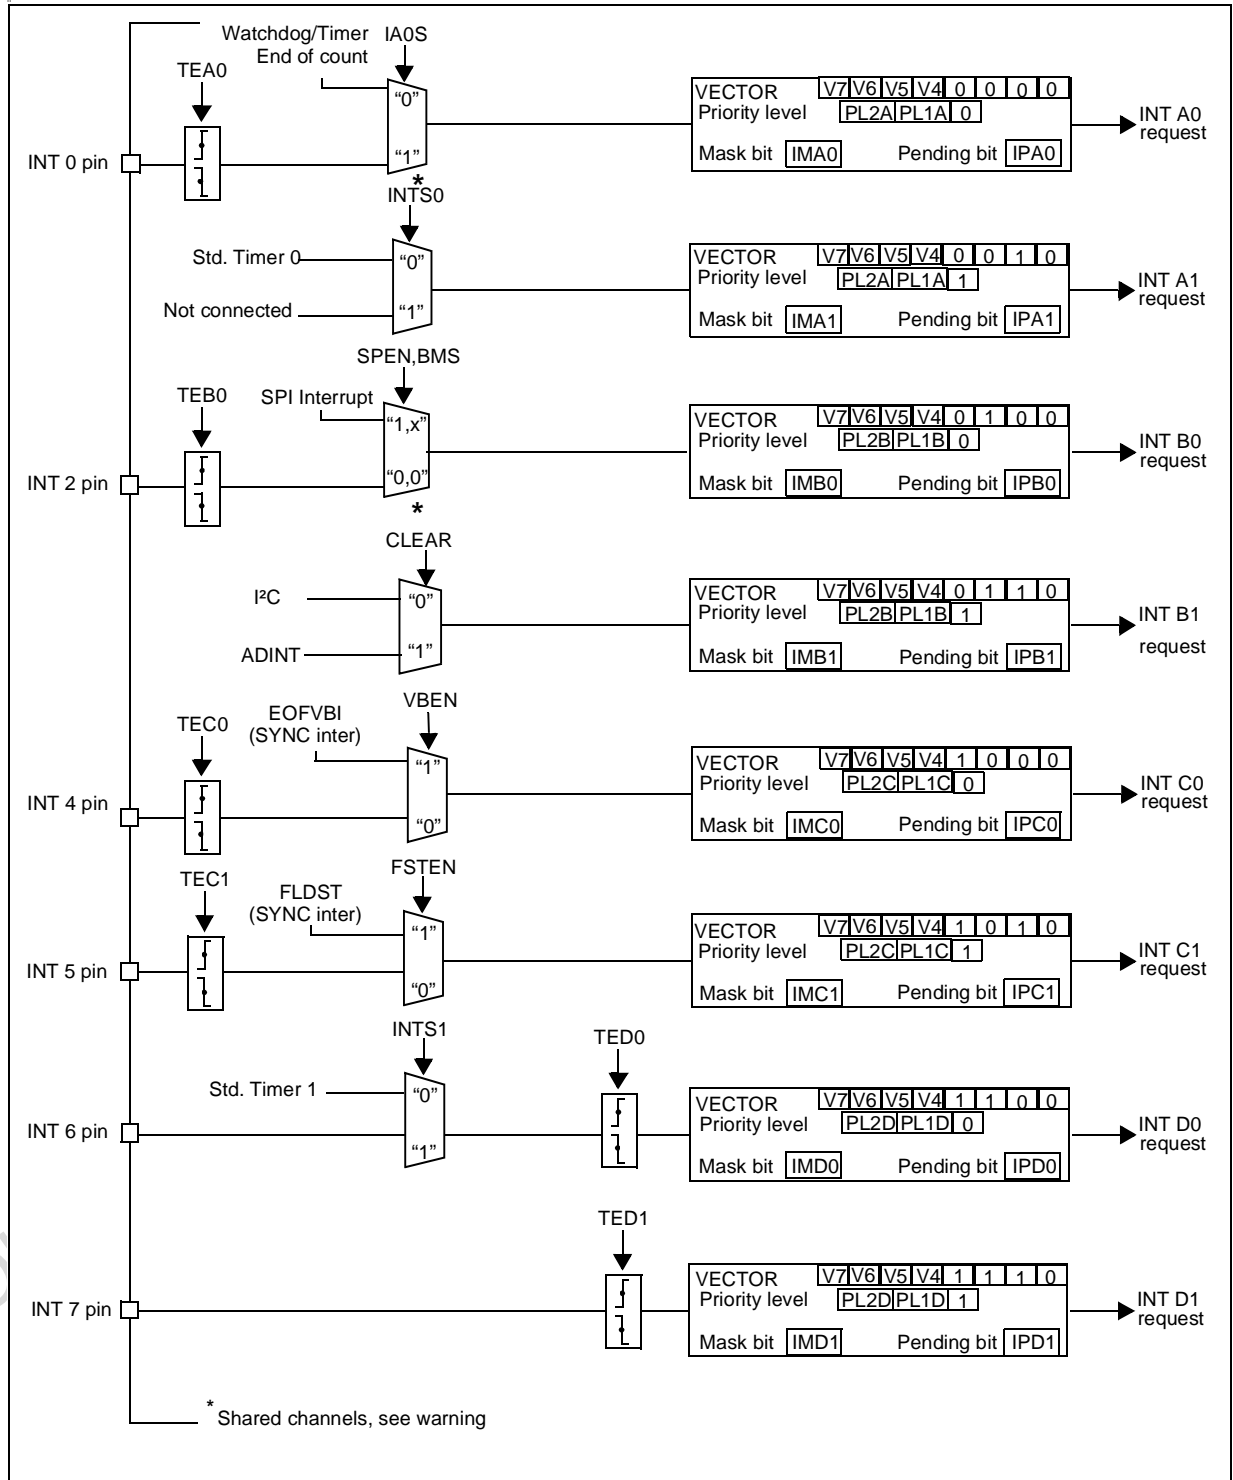 Watchdog/Timer IA0S
End of count
TEA0
"0"
VECTOR V7 V6 V5 V4 0 0 0 0
Priority level PL2A PL1A 0
INT A0
request
INT 0 pin
"1"
Mask bit IMA0 Pending bit IPA0
*
INTS0
Std. Timer 0 "0"
VECTOR V7 V6 V5 V4 0 0 1 0
Priority level PL2A PL1A 1
INT A1
request
Not connected "1"
Mask bit IMA1 Pending bit IPA1
SPEN,BMS
TEB0 SPI Interrupt
"1,x"
VECTOR V7 V6 V5 V4 0 1 0 0
Priority level PL2B PL1B 0
INT B0
request
INT 2 pin "0,0"
Mask bit IMB0 Pending bit IPB0
*
CLEAR
I²C "0"
VECTOR V7 V6 V5 V4 0 1 1 0
Priority level PL2B PL1B 1
INT B1
request
ADINT "1"
Mask bit IMB1 Pending bit IPB1
VBEN
TEC0 EOFVBI
(SYNC inter)
"1"
VECTOR V7 V6 V5 V4 1 0 0 0
Priority level PL2C PL1C 0
INT C0
request
INT 4 pin "0"
Mask bit IMC0 Pending bit IPC0
FSTEN
TEC1 FLDST
(SYNC inter)
"1"
VECTOR V7 V6 V5 V4 1 0 1 0
Priority level PL2C PL1C 1
INT C1
request
INT 5 pin "0"
Mask bit IMC1 Pending bit IPC1
INTS1
TED0
Std. Timer 1 "0"
VECTOR V7 V6 V5 V4 1 1 0 0
Priority level PL2D PL1D 0
INT D0
request
INT 6 pin "1"
Mask bit IMD0 Pending bit IPD0
TED1
VECTOR V7 V6 V5 V4 1 1 1 0
Priority level PL2D PL1D 1
INT D1
request
INT 7 pin
Mask bit IMD1 Pending bit IPD1
* Shared channels, see warning